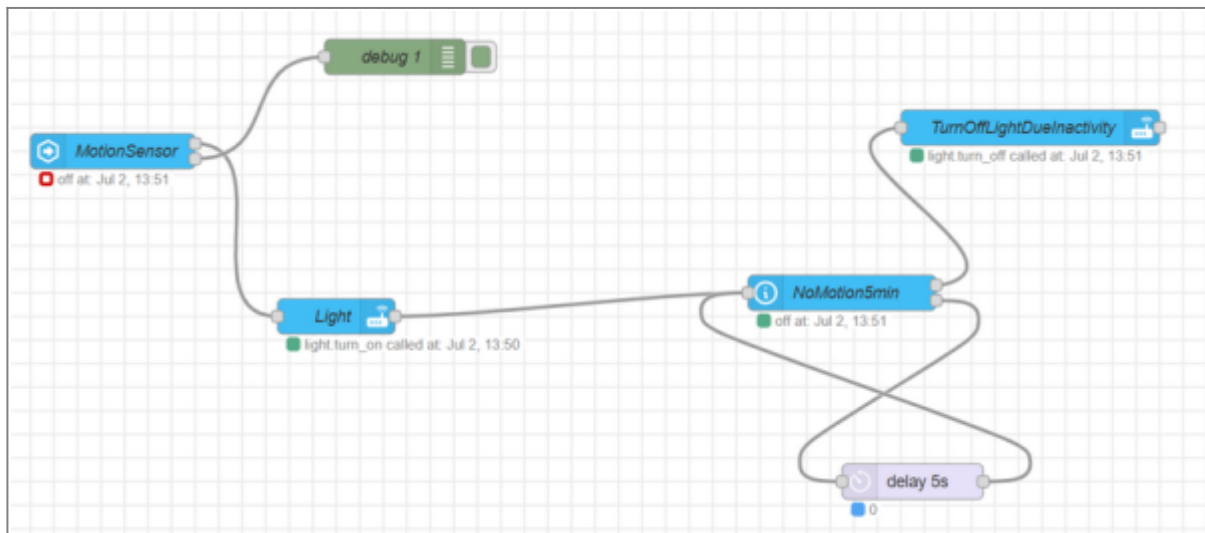 debug 1
MotionSensor
off at: Jul 2, 13:51
TurnOffLightDueInactivity
light.turn_off called at: Jul 2, 13:51
NoMotion5min
off at: Jul 2, 13:51
Light
light.turn_on called at: Jul 2, 13:50
delay 5s
0